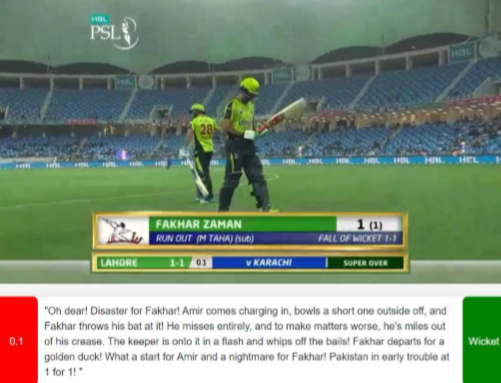 HBL
PSL
28
FAKHAR ZAMAN 1 (1)
RUN OUT (M TAHA) (sub) FALL OF WICKET 1-1
LAHORE 1-1 0.1 v KARACHI SUPER OVER
0.1
"Oh dear! Disaster for Fakhar! Amir comes charging in, bowls a short one outside off, and
Fakhar throws his bat at it! He misses entirely, and to make matters worse, he's miles out
of his crease. The keeper is onto it in a flash and whips off the bails! Fakhar departs for a
golden duck! What a start for Amir and a nightmare for Fakhar! Pakistan in early trouble at
1 for 1! "
Wicket